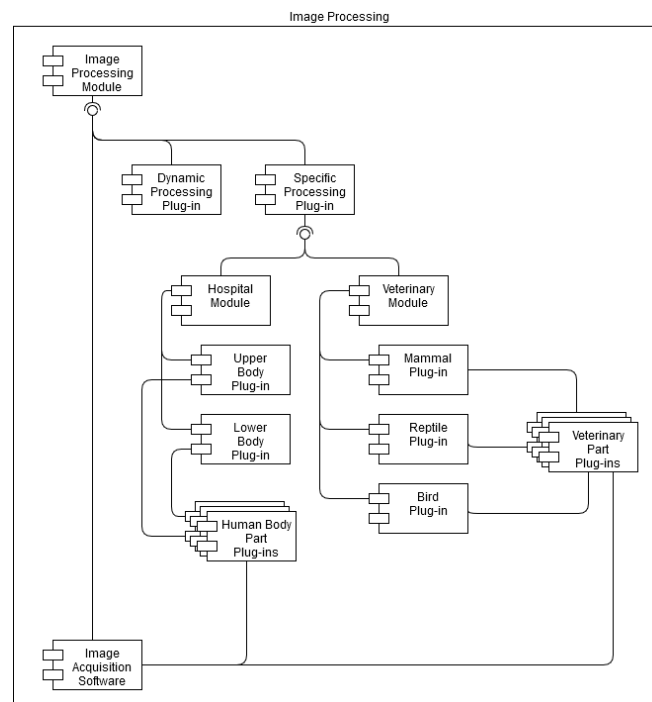 Image Processing
Image
Processing
Module
Dynamic
Processing
Plug-in
Specific
Processing
Plug-in
Hospital
Module
Veterinary
Module
Upper
Body
Plug-in
Mammal
Plug-in
Lower
Body
Plug-in
Reptile
Plug-in
Veterinary
Part
Plug-ins
Bird
Plug-in
Human Body
Part
Plug-ins
Image
Acquisition
Software